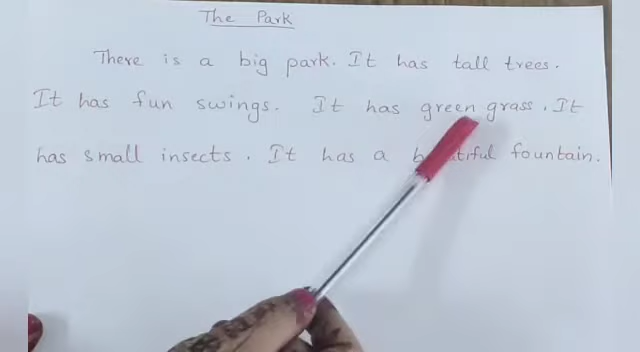 The Park
There is a big park. It has tall trees.
It has fun swings. It has green grass. It
has small insects. It has a fountain.